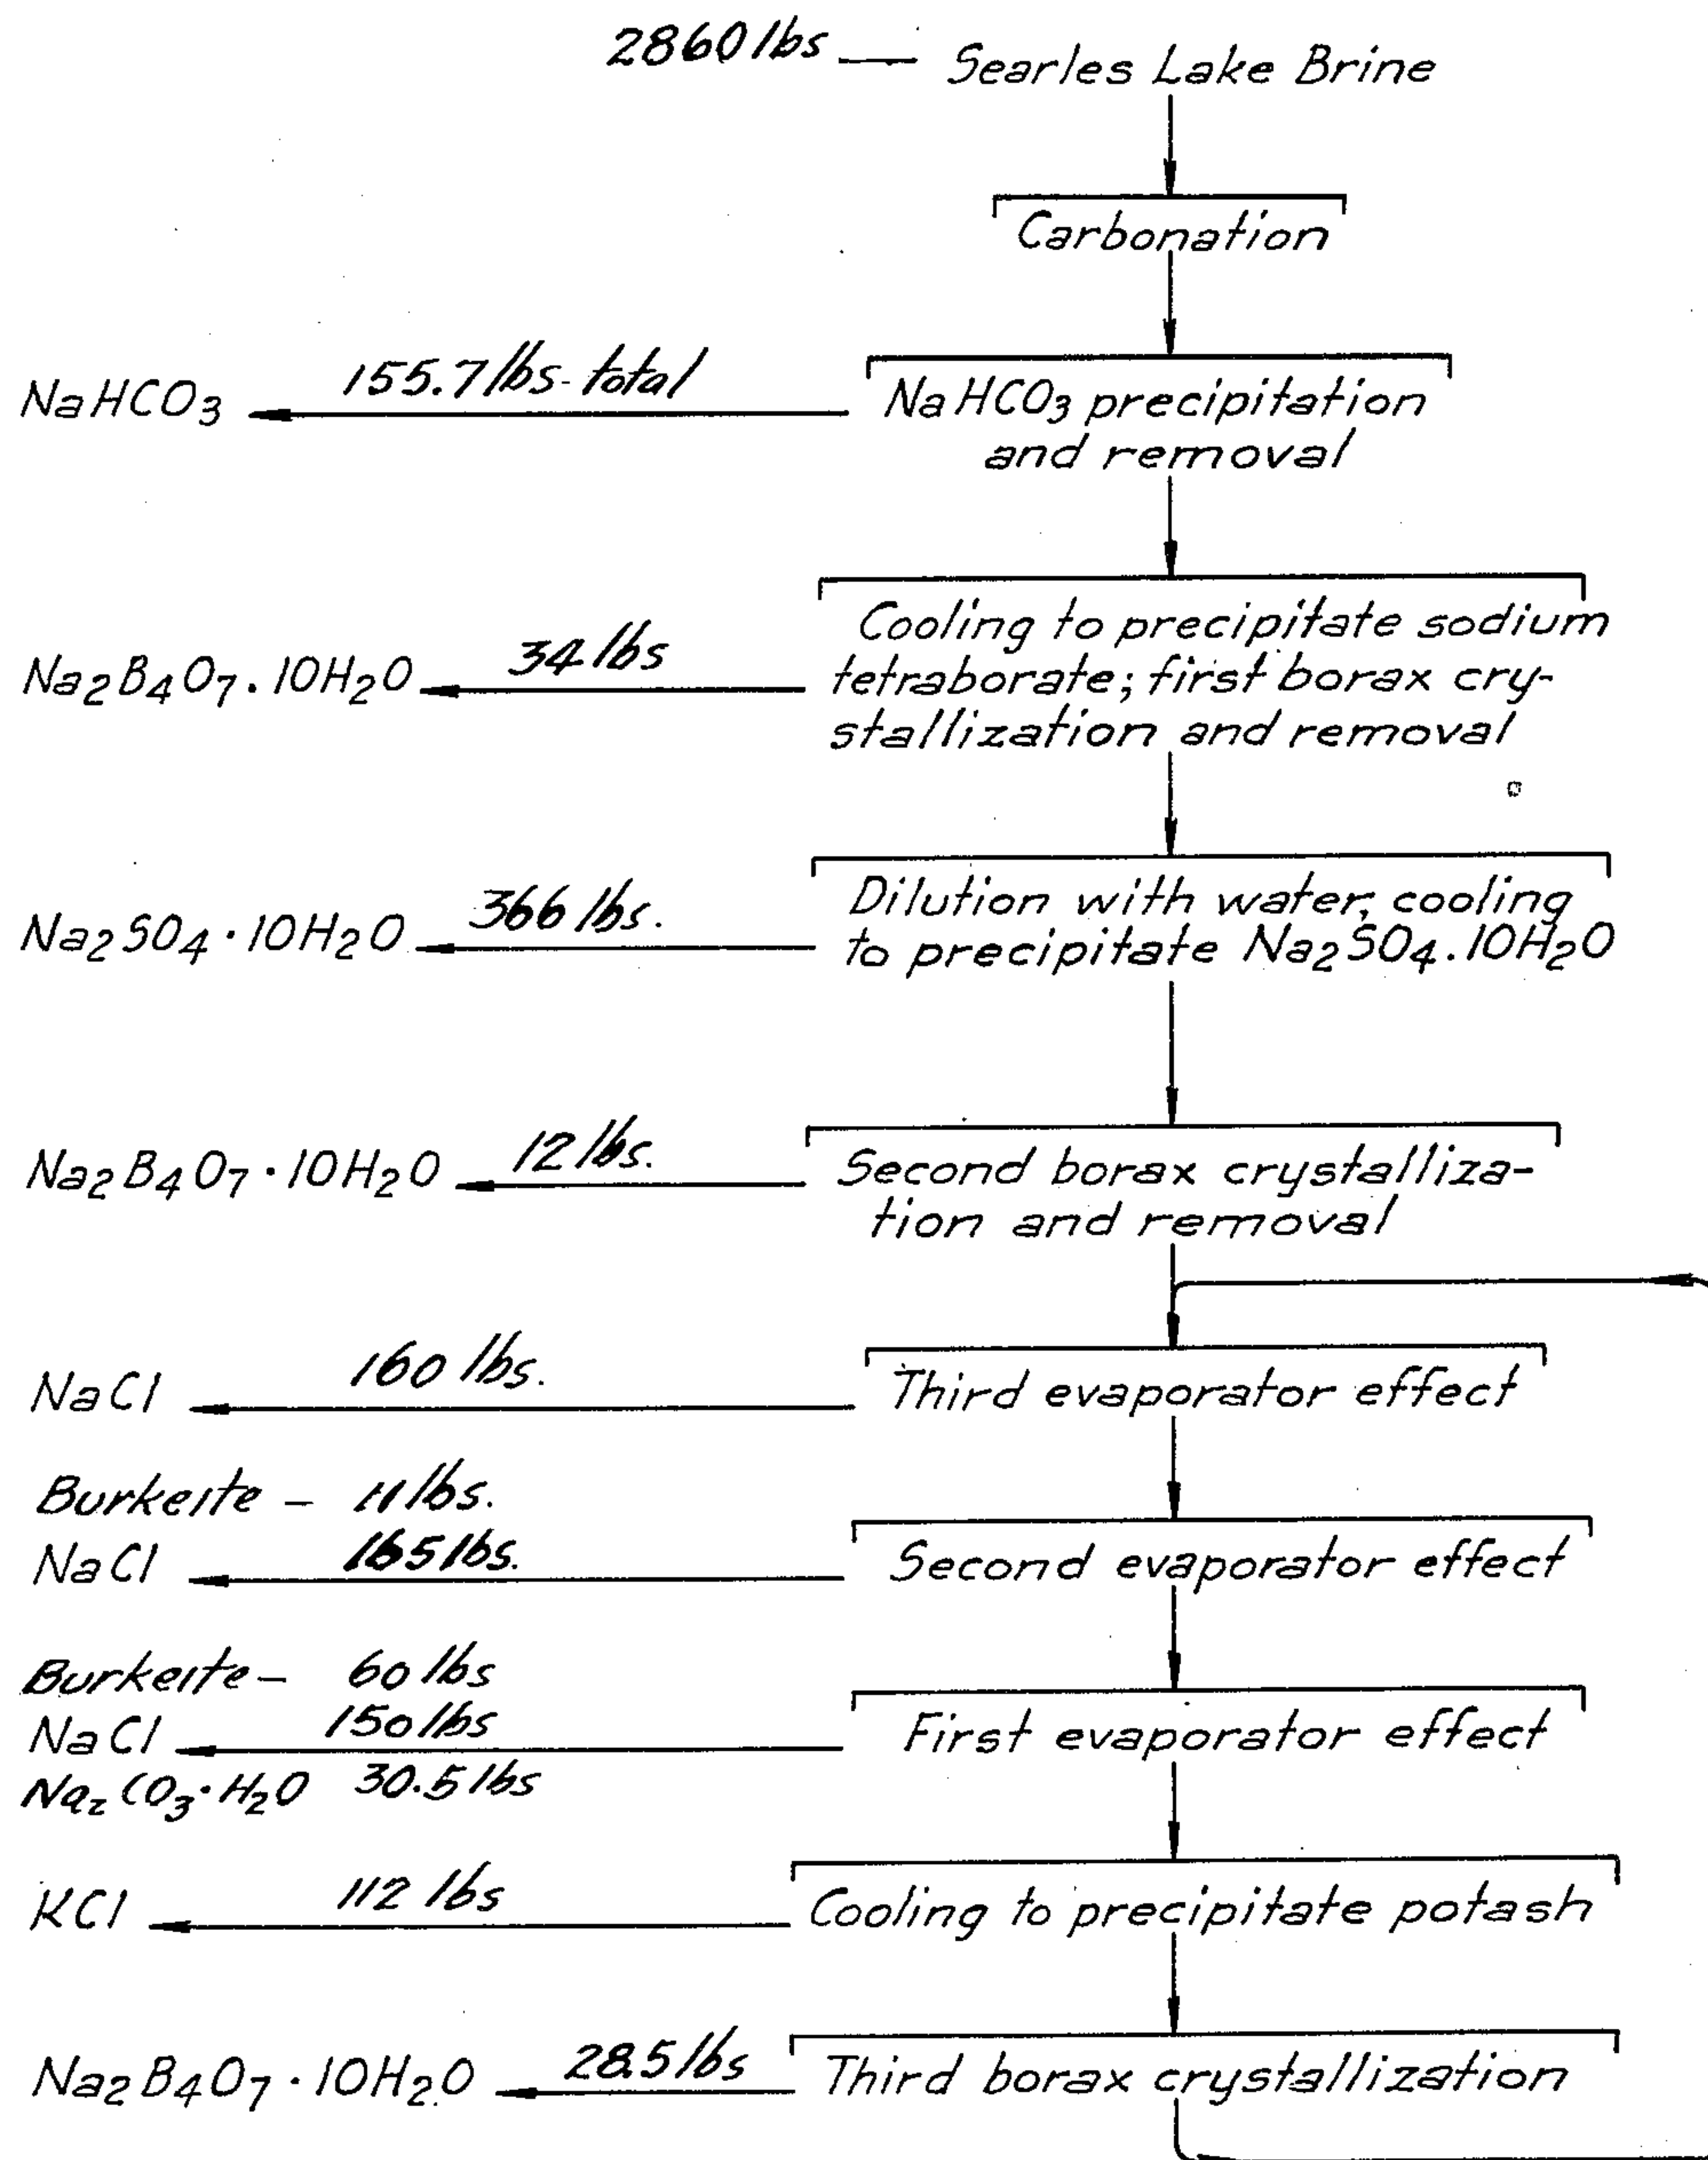 2860 lbs — Searles Lake Brine
Carbonation
NaHCO3 155.7 lbs- total NaHCO3 precipitation
and removal
Cooling to precipitate sodium
Na2B4O7.10H2O 34 lbs tetraborate; first borax cry-
stallization and removal
Dilution with water, cooling
Na2SO4·10H2O 366 lbs. to precipitate Na2SO4.10H2O
Na2B4O7·10H2O 12 lbs. Second borax crystalliza-
tion and removal
NaCl 160 lbs. Third evaporator effect
Burkeite – 11 lbs.
NaCl 165 lbs. Second evaporator effect
Burkeite – 60 lbs
NaCl 150 lbs First evaporator effect
Na2CO3·H2O 30.5 lbs
KCl 112 lbs Cooling to precipitate potash
Na2B4O7·10H2O 28.5 lbs Third borax crystallization